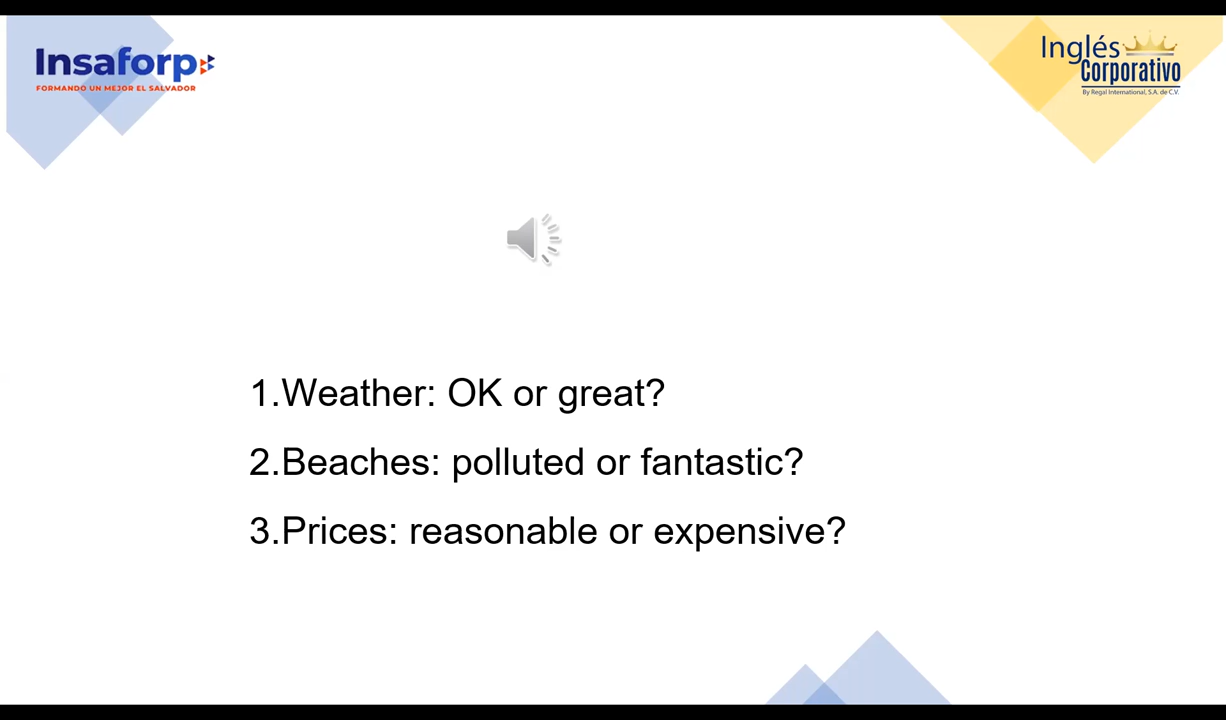 Insaforp
FORMANDO UN MEJOR EL SALVADOR
Inglés
Corporativo
By Regal International, S.A. de C.V.
1.Weather: OK or great?
2.Beaches: polluted or fantastic?
3.Prices: reasonable or expensive?